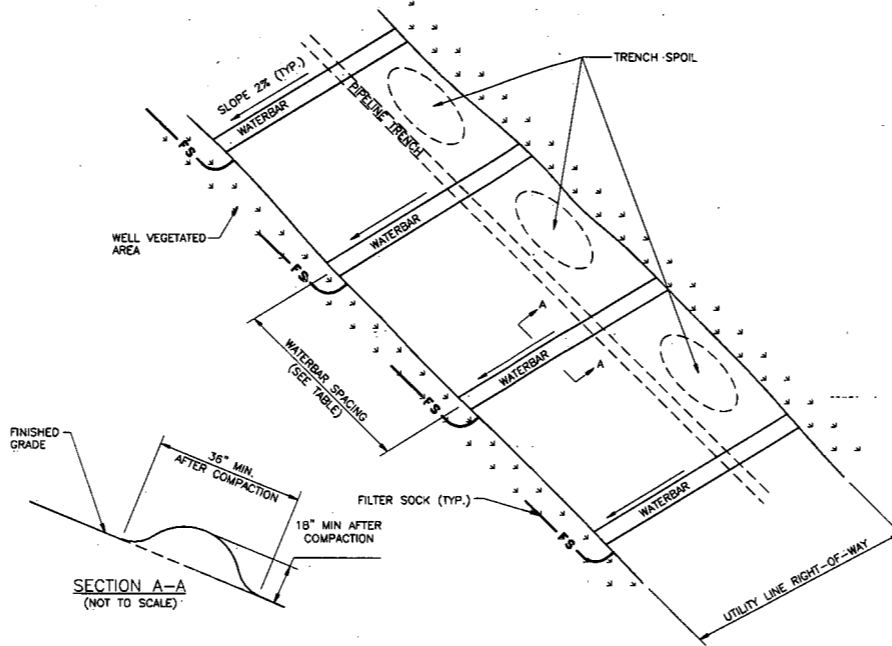 TRENCH SPOIL
SLOPE 2% (TYP.)
WATERBAR
PIPELINE TRENCH
FS
WELL VEGETATED
AREA
WATERBAR
FS
A
A
WATERBAR SPACING
(SEE TABLE)
WATERBAR
FS
FINISHED
GRADE
36" MIN.
AFTER COMPACTION
18" MIN AFTER
COMPACTION
FILTER SOCK (TYP.)
WATERBAR
FS
SECTION A-A
(NOT TO SCALE)
UTILITY LINE RIGHT-OF-WAY